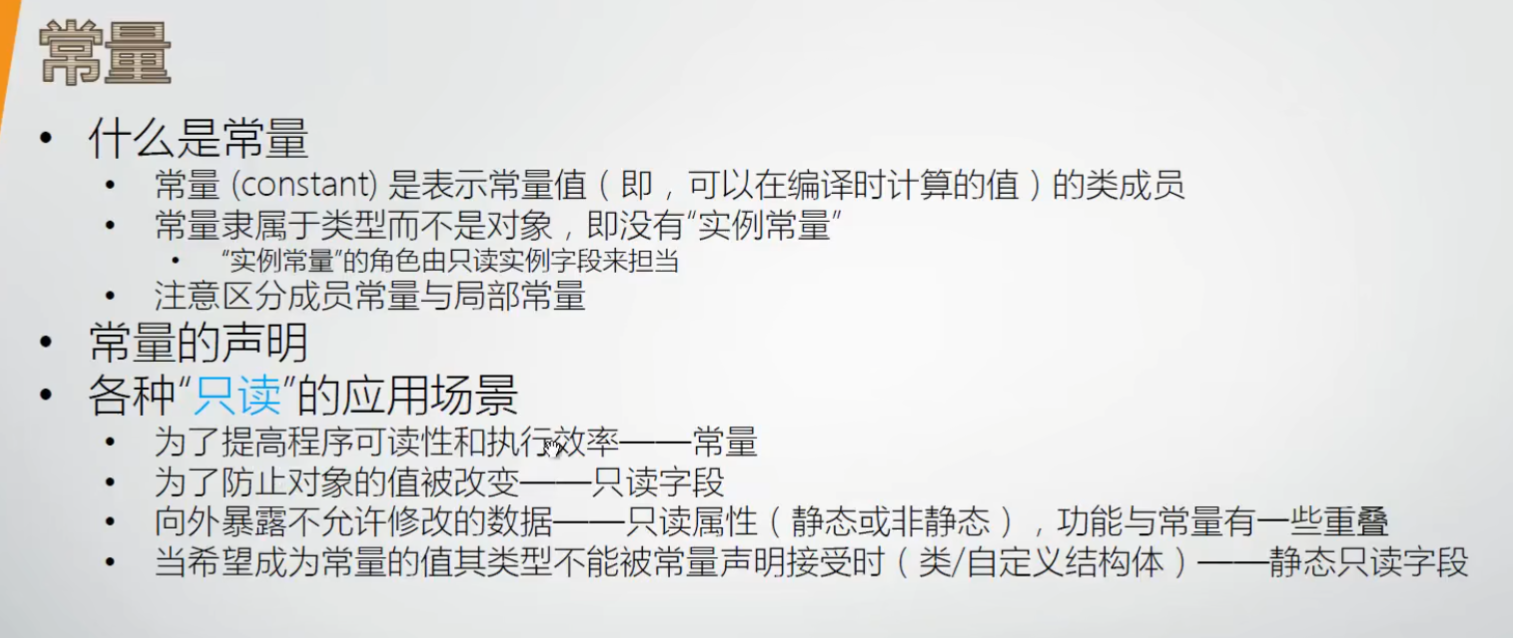 常量
• 什么是常量
• 常量 (constant) 是表示常量值（即，可以在编译时计算的值）的类成员
• 常量隶属于类型而不是对象，即没有“实例常量”
• “实例常量”的角色由只读实例字段来担当
• 注意区分成员常量与局部常量
• 常量的声明
• 各种“只读”的应用场景
• 为了提高程序可读性和执行效率——常量
• 为了防止对象的值被改变——只读字段
• 向外暴露不允许修改的数据——只读属性（静态或非静态），功能与常量有一些重叠
• 当希望成为常量的值其类型不能被常量声明接受时（类/自定义结构体）——静态只读字段